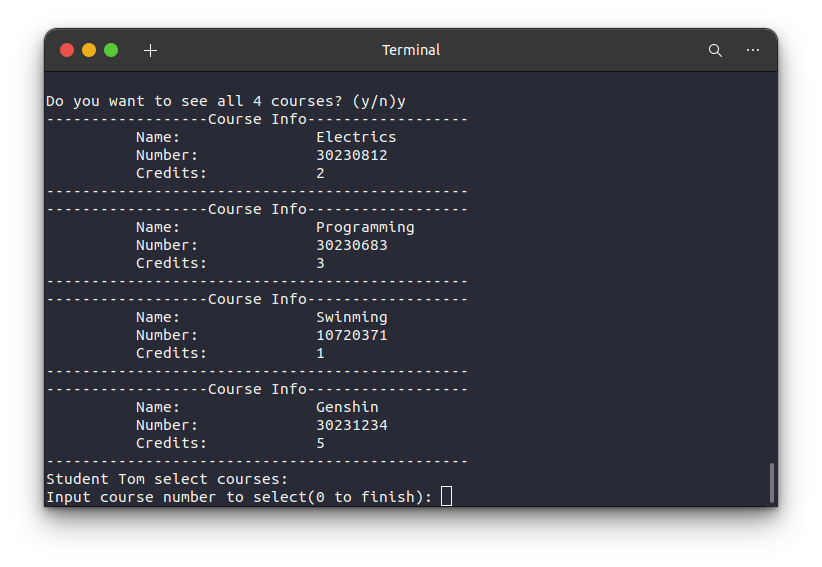 Terminal
Do you want to see all 4 courses? (y/n)y
------------------Course Info------------------
Name: Electrics
Number: 30230812
Credits: 2
-----------------------------------------------
------------------Course Info------------------
Name: Programming
Number: 30230683
Credits: 3
-----------------------------------------------
------------------Course Info------------------
Name: Swinming
Number: 10720371
Credits: 1
-----------------------------------------------
------------------Course Info------------------
Name: Genshin
Number: 30231234
Credits: 5
-----------------------------------------------
Student Tom select courses:
Input course number to select(0 to finish):